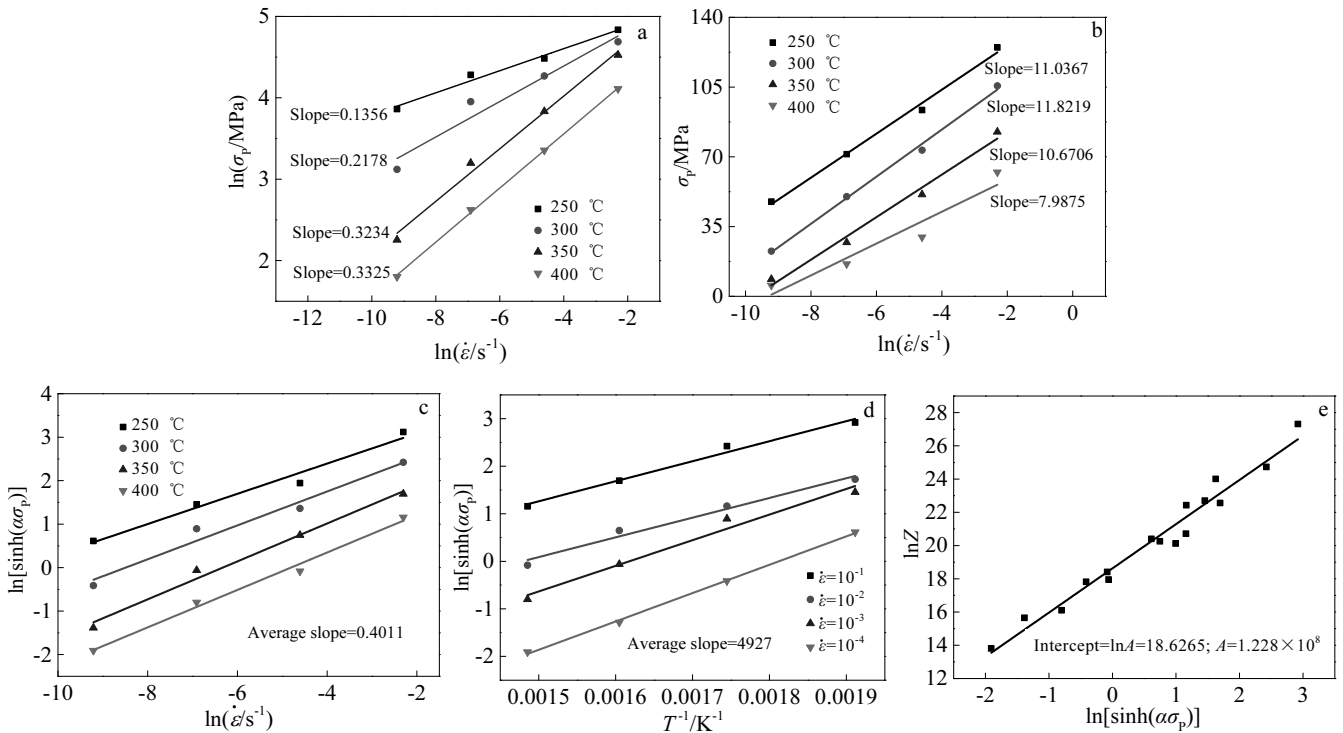 a
5
4
3
2
ln(σP/MPa)
Slope=0.1356
Slope=0.2178
Slope=0.3234
Slope=0.3325
250 ℃
300 ℃
350 ℃
400 ℃
-12 -10 -8 -6 -4 -2
ln(ε̇/s-1)
b
140
105
70
35
0
σP/MPa
250 ℃
300 ℃
350 ℃
400 ℃
Slope=11.0367
Slope=11.8219
Slope=10.6706
Slope=7.9875
-10 -8 -6 -4 -2 0
ln(ε̇/s-1)
c
4
3
2
1
0
-1
-2
ln[sinh(ασP)]
250 ℃
300 ℃
350 ℃
400 ℃
Average slope=0.4011
-10 -8 -6 -4 -2
ln(ε̇/s-1)
d
3
2
1
0
-1
-2
ln[sinh(ασP)]
ε̇=10-1
ε̇=10-2
ε̇=10-3
ε̇=10-4
Average slope=4927
0.0015 0.0016 0.0017 0.0018 0.0019
T-1/K-1
e
28
26
24
22
20
18
16
14
12
lnZ
Intercept=lnA=18.6265; A=1.228×108
-2 -1 0 1 2 3
ln[sinh(ασP)]